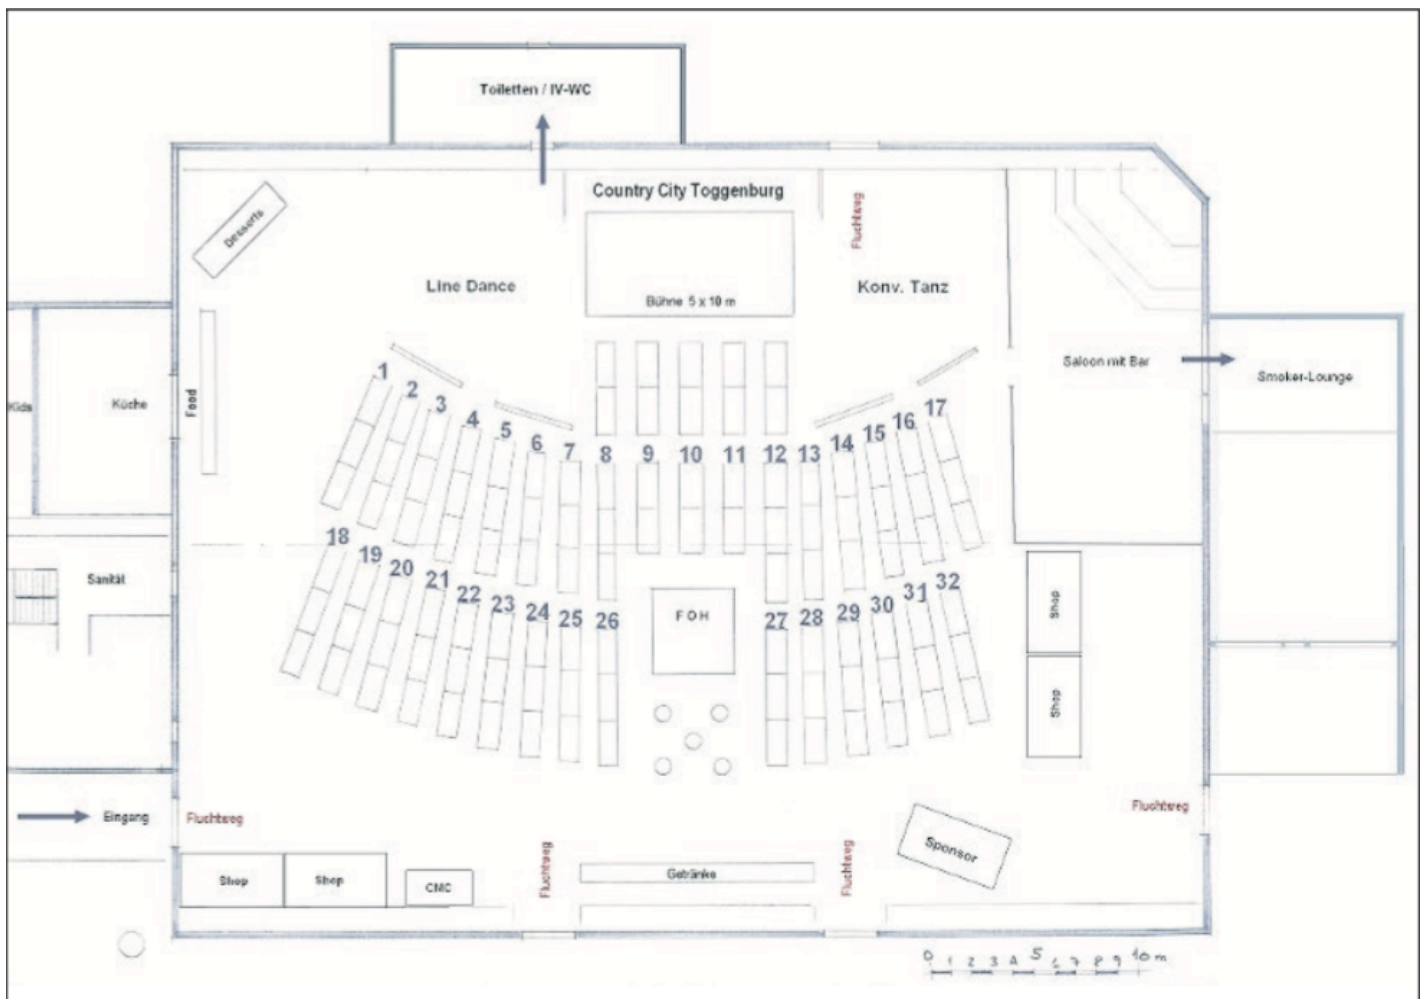 Toiletten / IV-WC
Country City Toggenburg
Fluchtweg
Desserts
Line Dance
Konv. Tanz
Bühne 5 x 10 m
Saloon mit Bar
Smoker-Lounge
Kids
Küche
Food
1 2 3 4 5 6 7 8 9 10 11 12 13 14 15 16 17
18 19 20 21 22 23 24 25 26 27 28 29 30 31 32
Sanität
FOH
Shop
Shop
Eingang
Fluchtweg
Fluchtweg
Fluchtweg
Fluchtweg
Sponsor
Shop
Shop
CMC
Getränke
0 1 2 3 4 5 6 7 8 9 10 m